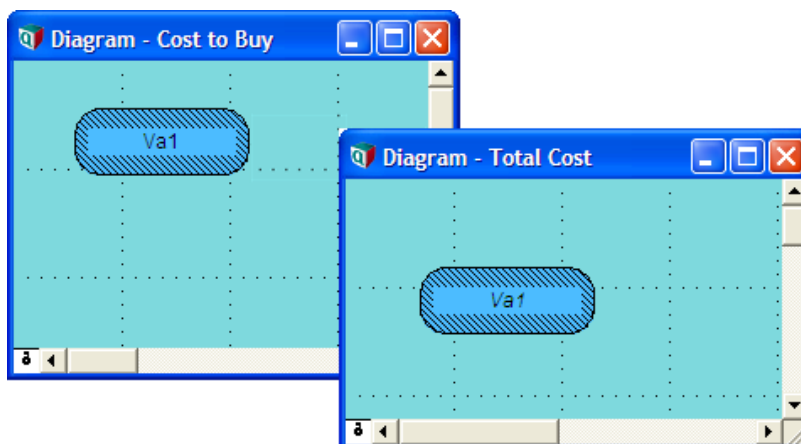 Diagram - Cost to Buy
Va1
Diagram - Total Cost
Va1